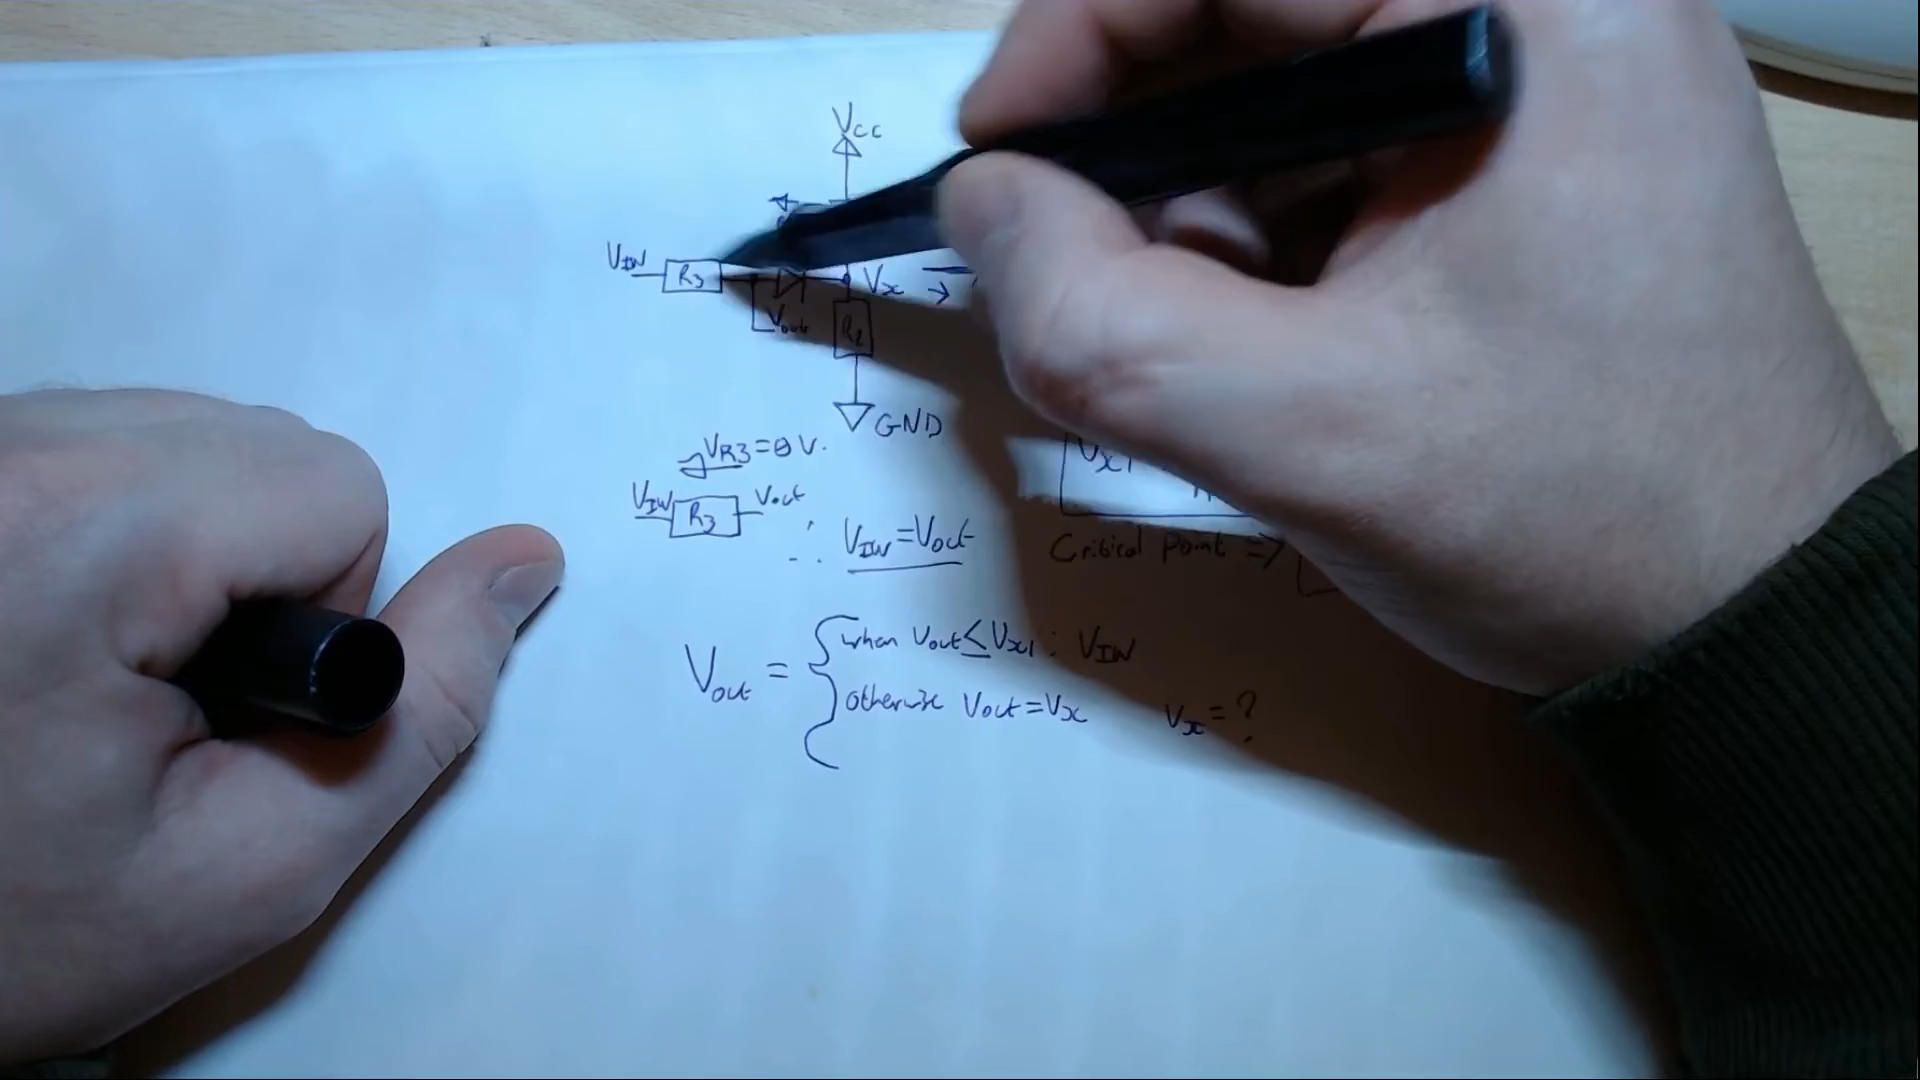 Vcc
VIN R3 Vx →
Vout R2
GND
VR3=0V.
VIN R3 Vout
∴ VIN=Vout
Vx1
Critical point =>
Vout = { when Vout≤Vx1: VIN
otherwise Vout=Vx Vx=?